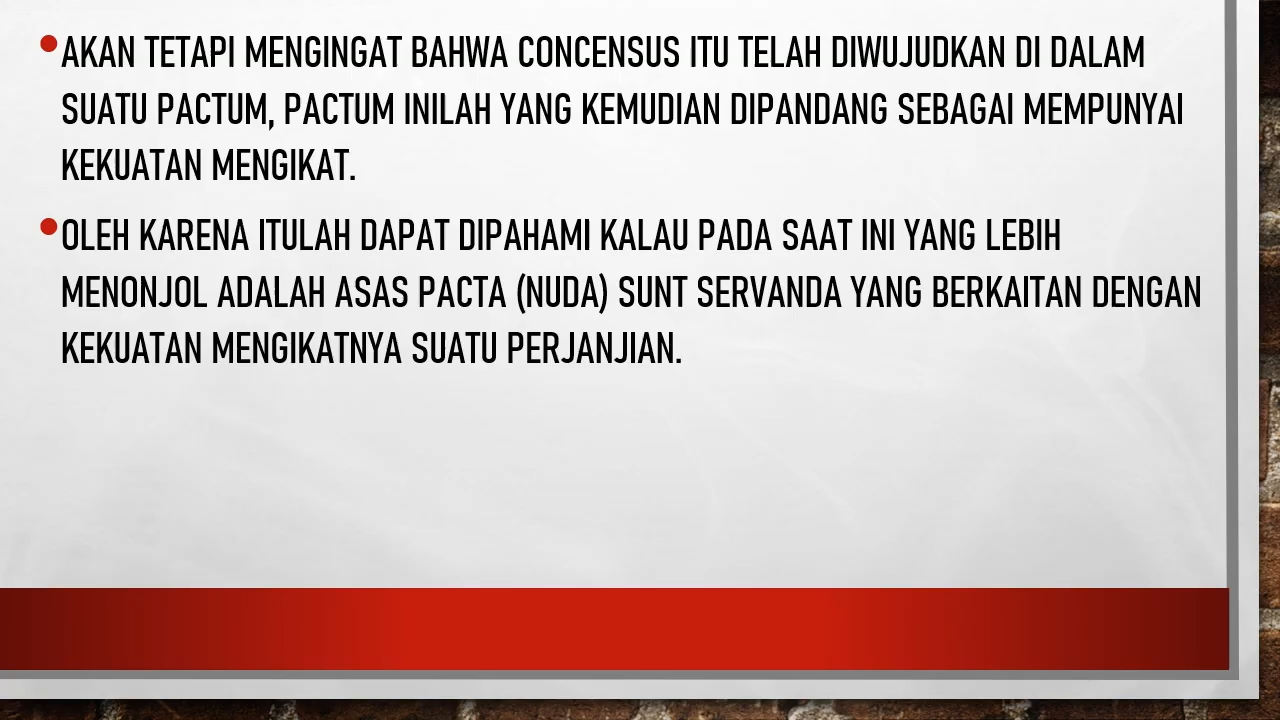 •AKAN TETAPI MENGINGAT BAHWA CONCENSUS ITU TELAH DIWUJUDKAN DI DALAM
SUATU PACTUM, PACTUM INILAH YANG KEMUDIAN DIPANDANG SEBAGAI MEMPUNYAI
KEKUATAN MENGIKAT.
•OLEH KARENA ITULAH DAPAT DIPAHAMI KALAU PADA SAAT INI YANG LEBIH
MENONJOL ADALAH ASAS PACTA (NUDA) SUNT SERVANDA YANG BERKAITAN DENGAN
KEKUATAN MENGIKATNYA SUATU PERJANJIAN.